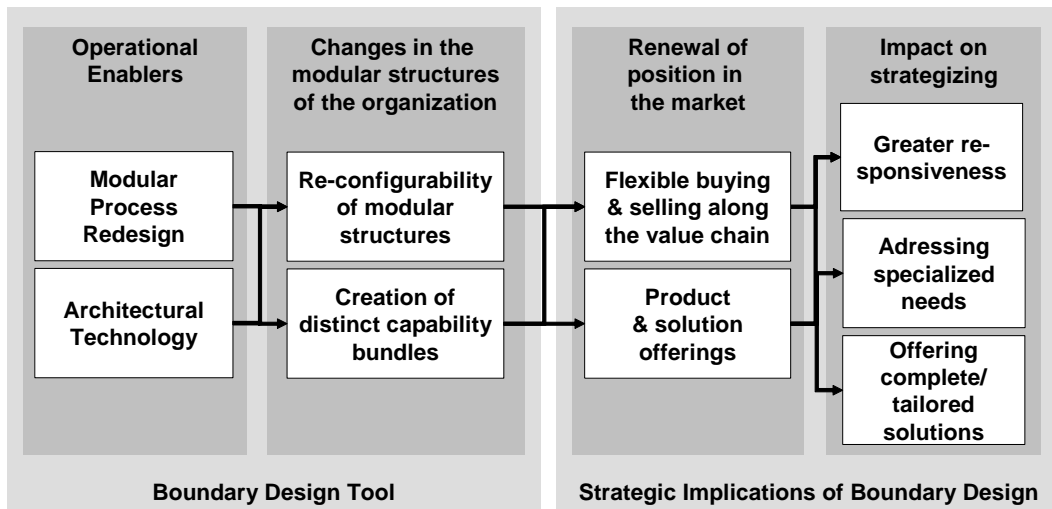 Operational
Enablers
Changes in the
modular structures
of the organization
Renewal of
position in
the market
Impact on
strategizing
Modular
Process
Redesign
Architectural
Technology
Re-configurability
of modular
structures
Creation of
distinct capability
bundles
Flexible buying
& selling along
the value chain
Product
& solution
offerings
Greater re-
sponsiveness
Adressing
specialized
needs
Offering
complete/
tailored
solutions
Boundary Design Tool
Strategic Implications of Boundary Design